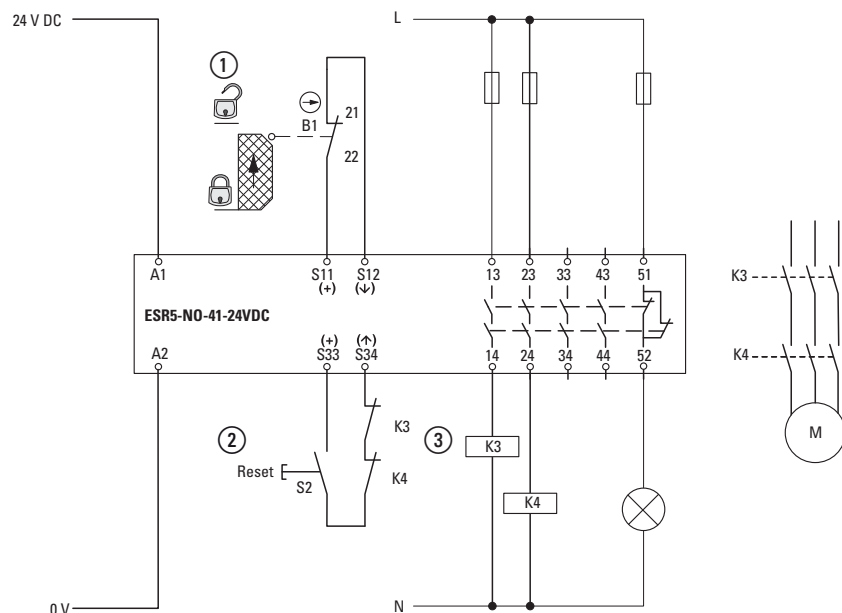 24 V DC
L
1
B1
21
22
A1
S11
(+)
S12
(↓)
13
23
33
43
51
ESR5-NO-41-24VDC
A2
(+)
S33
(↑)
S34
14
24
34
44
52
K3
K4
M
2
Reset
S2
K3
K4
3
K3
K4
0 V
N